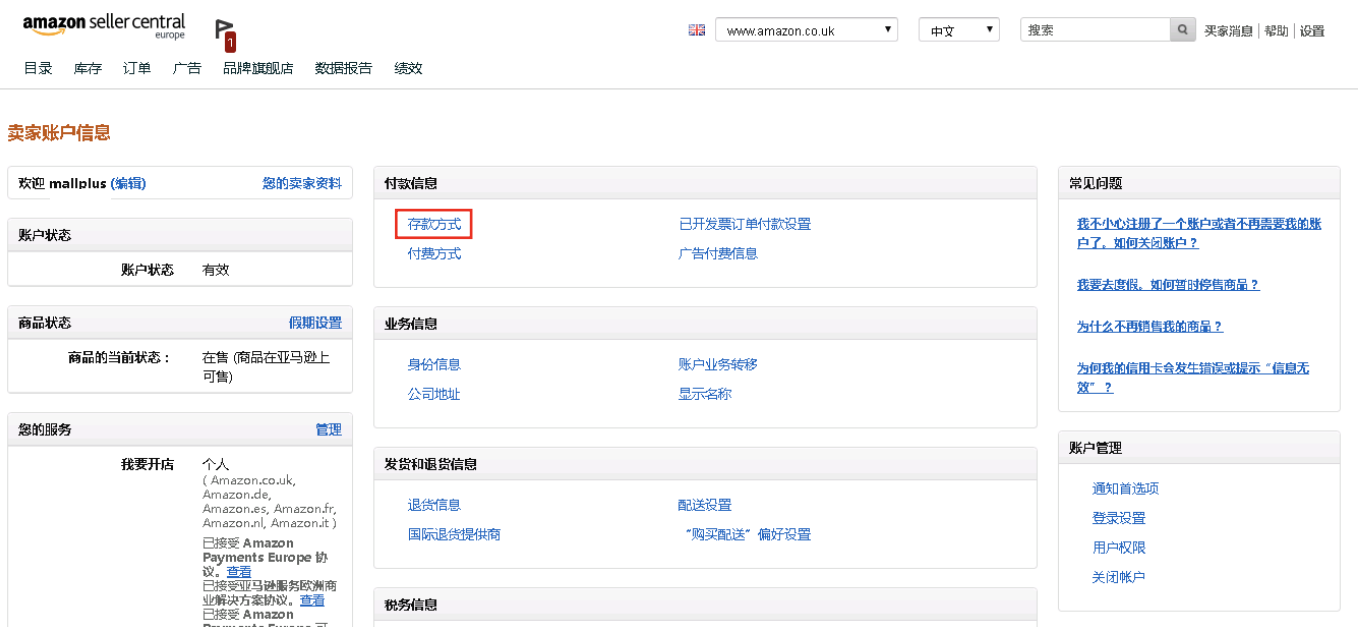 amazon seller central
europe
1
www.amazon.co.uk
中文
搜索
买家消息 | 帮助 | 设置
目录 库存 订单 广告 品牌旗舰店 数据报告 绩效
卖家账户信息
欢迎 mallplus (编辑) 您的卖家资料
账户状态
账户状态 有效
商品状态 假期设置
商品的当前状态： 在售 (商品在亚马逊上
可售)
您的服务 管理
我要开店 个人
( Amazon.co.uk,
Amazon.de,
Amazon.es, Amazon.fr,
Amazon.nl, Amazon.it )
已接受 Amazon
Payments Europe 协
议。查看
已接受亚马逊服务欧洲商
业解决方案协议。查看
已接受 Amazon
Payments Europe 可
付款信息
存款方式 已开发票订单付款设置
付费方式 广告付费信息
业务信息
身份信息 账户业务转移
公司地址 显示名称
发货和退货信息
退货信息 配送设置
国际退货提供商 “购买配送”偏好设置
税务信息
常见问题
我不小心注册了一个账户或者不再需要我的账
户了。如何关闭账户？
我要去度假。如何暂时停售商品？
为什么不再销售我的商品？
为何我的信用卡会发生错误或提示“信息无
效”？
账户管理
通知首选项
登录设置
用户权限
关闭帐户